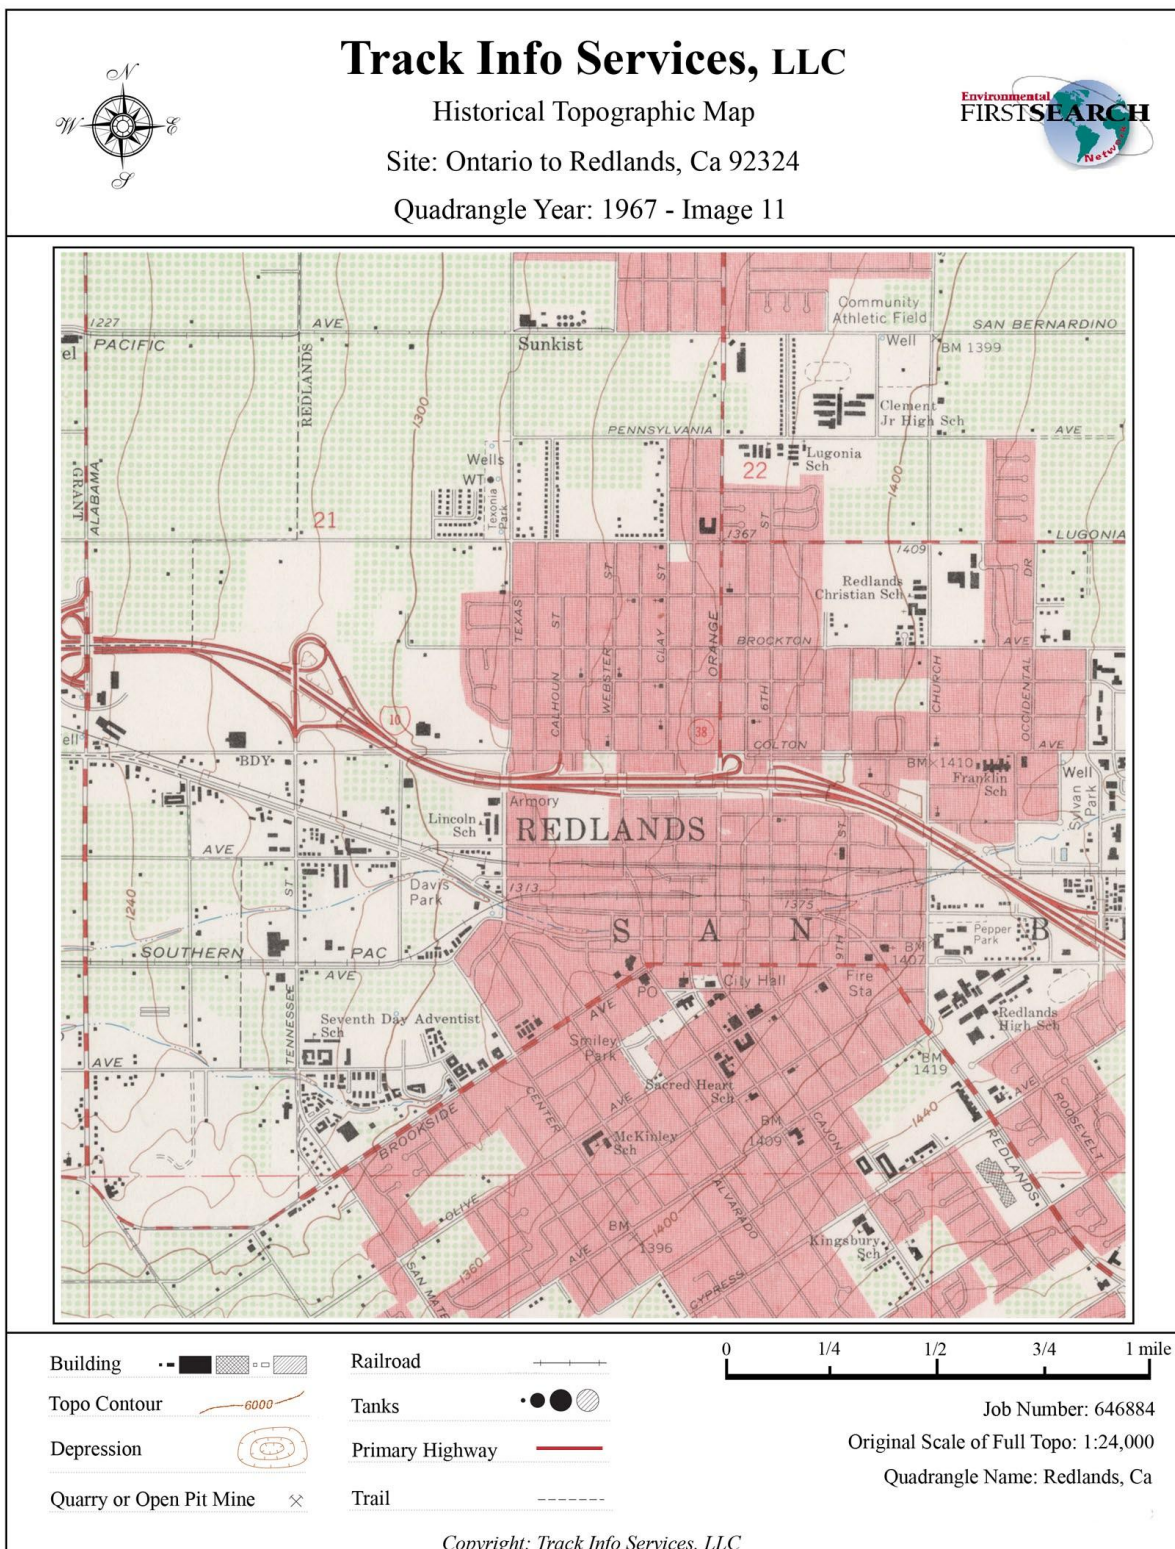 Track Info Services, LLC
Historical Topographic Map
Site: Ontario to Redlands, Ca 92324
Quadrangle Year: 1967 - Image 11
N
W E
S
Environmental
FIRSTSEARCH
Network
Community
Athletic Field
1227
AVE
SAN BERNARDINO
el
PACIFIC
REDLANDS
Sunkist
Well
BM 1399
1300
Clement
Jr High Sch
PENNSYLVANIA
AVE
Wells
WT
Texonia
Park
Lugonia
Sch
22
1400
GRANT
ALABAMA
21
ST
1367
1409
LUGONIA
ST
ST
DR
Redlands
Christian Sch
TEXAS
ST
CLAY
ORANGE
BROCKTON
AVE
CALHOUN
WEBSTER
6TH
CHURCH
OCCIDENTAL
10
38
ell
COLTON
AVE
BDY
BM×1410
Franklin
Sch
Well
Sylvan
Park
Armory
Lincoln
Sch
REDLANDS
ST
AVE
ST
Davis
Park
1313
1375
1240
S A N B
Pepper
Park
SOUTHERN PAC
9TH
BM
1407
AVE
PO
City Hall
Fire
Sta
TENNESSEE
AVE
Seventh Day Adventist
Sch
Redlands
High Sch
Smiley
Park
AVE
BM
1419
Sacred Heart
Sch
AVE
CENTER
AVE
1440
ROOSEVELT
BROOKSIDE
McKinley
Sch
BM
1409
CAJON
REDLANDS
OLIVE
ALVARADO
BM
1396
1400
Kingsbury
Sch
AVE
1360
SAN MATE
CYPRESS
Building
Topo Contour
6000
Depression
Quarry or Open Pit Mine
Railroad
Tanks
Primary Highway
Trail
0 1/4 1/2 3/4 1 mile
Job Number: 646884
Original Scale of Full Topo: 1:24,000
Quadrangle Name: Redlands, Ca
Copyright: Track Info Services, LLC